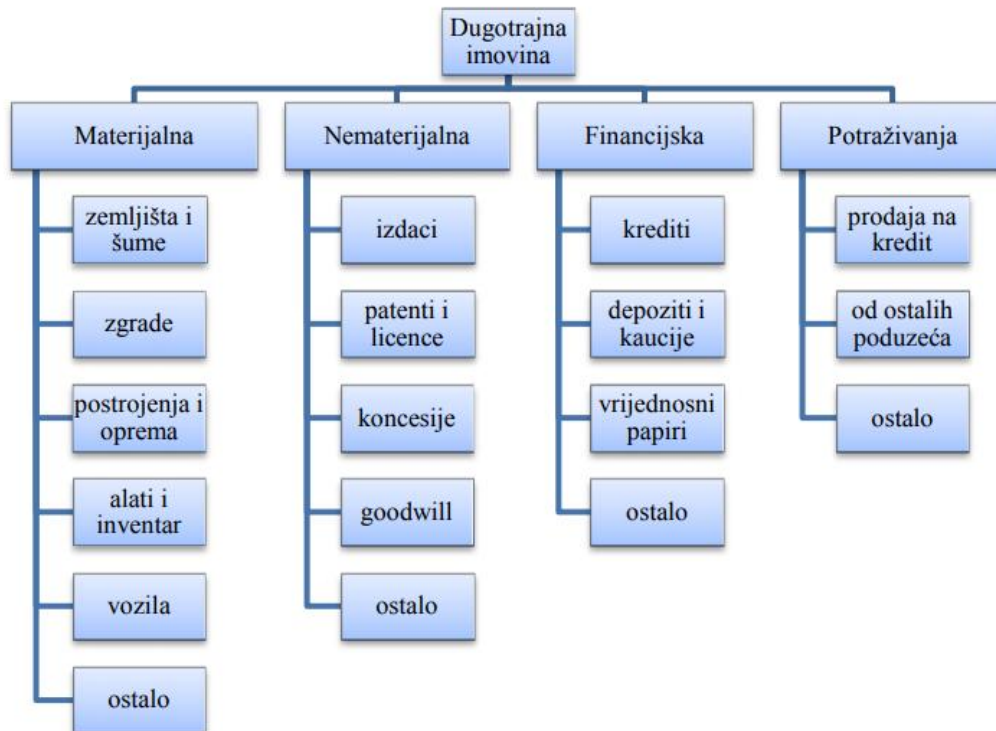 Dugotrajna
imovina
Materijalna
zemljišta i
šume
zgrade
postrojenja i
oprema
alati i
inventar
vozila
ostalo
Nematerijalna
izdaci
patenti i
licence
koncesije
goodwill
ostalo
Financijska
krediti
depoziti i
kaucije
vrijednosni
papiri
ostalo
Potraživanja
prodaja na
kredit
od ostalih
poduzeća
ostalo